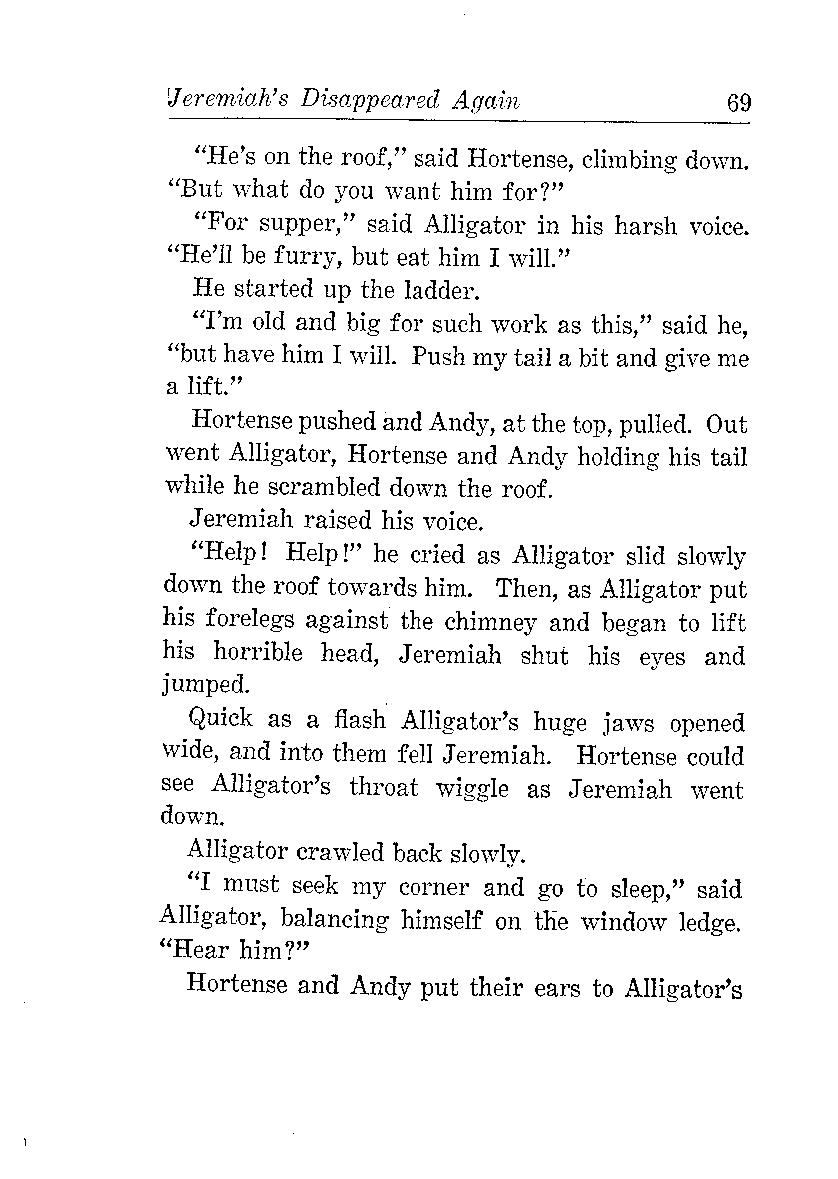 Jeremiah's Disappeared Again 69
"He's on the roof," said Hortense, climbing down.
"But what do you want him for?"
"For supper," said Alligator in his harsh voice.
"He'll be furry, but eat him I will."
He started up the ladder.
"I'm old and big for such work as this," said he,
"but have him I will. Push my tail a bit and give me
a lift."
Hortense pushed and Andy, at the top, pulled. Out
went Alligator, Hortense and Andy holding his tail
while he scrambled down the roof.
Jeremiah raised his voice.
"Help! Help!" he cried as Alligator slid slowly
down the roof towards him. Then, as Alligator put
his forelegs against the chimney and began to lift
his horrible head, Jeremiah shut his eyes and
jumped.
Quick as a flash Alligator's huge jaws opened
wide, and into them fell Jeremiah. Hortense could
see Alligator's throat wiggle as Jeremiah went
down.
Alligator crawled back slowly.
"I must seek my corner and go to sleep," said
Alligator, balancing himself on the window ledge.
"Hear him?"
Hortense and Andy put their ears to Alligator's